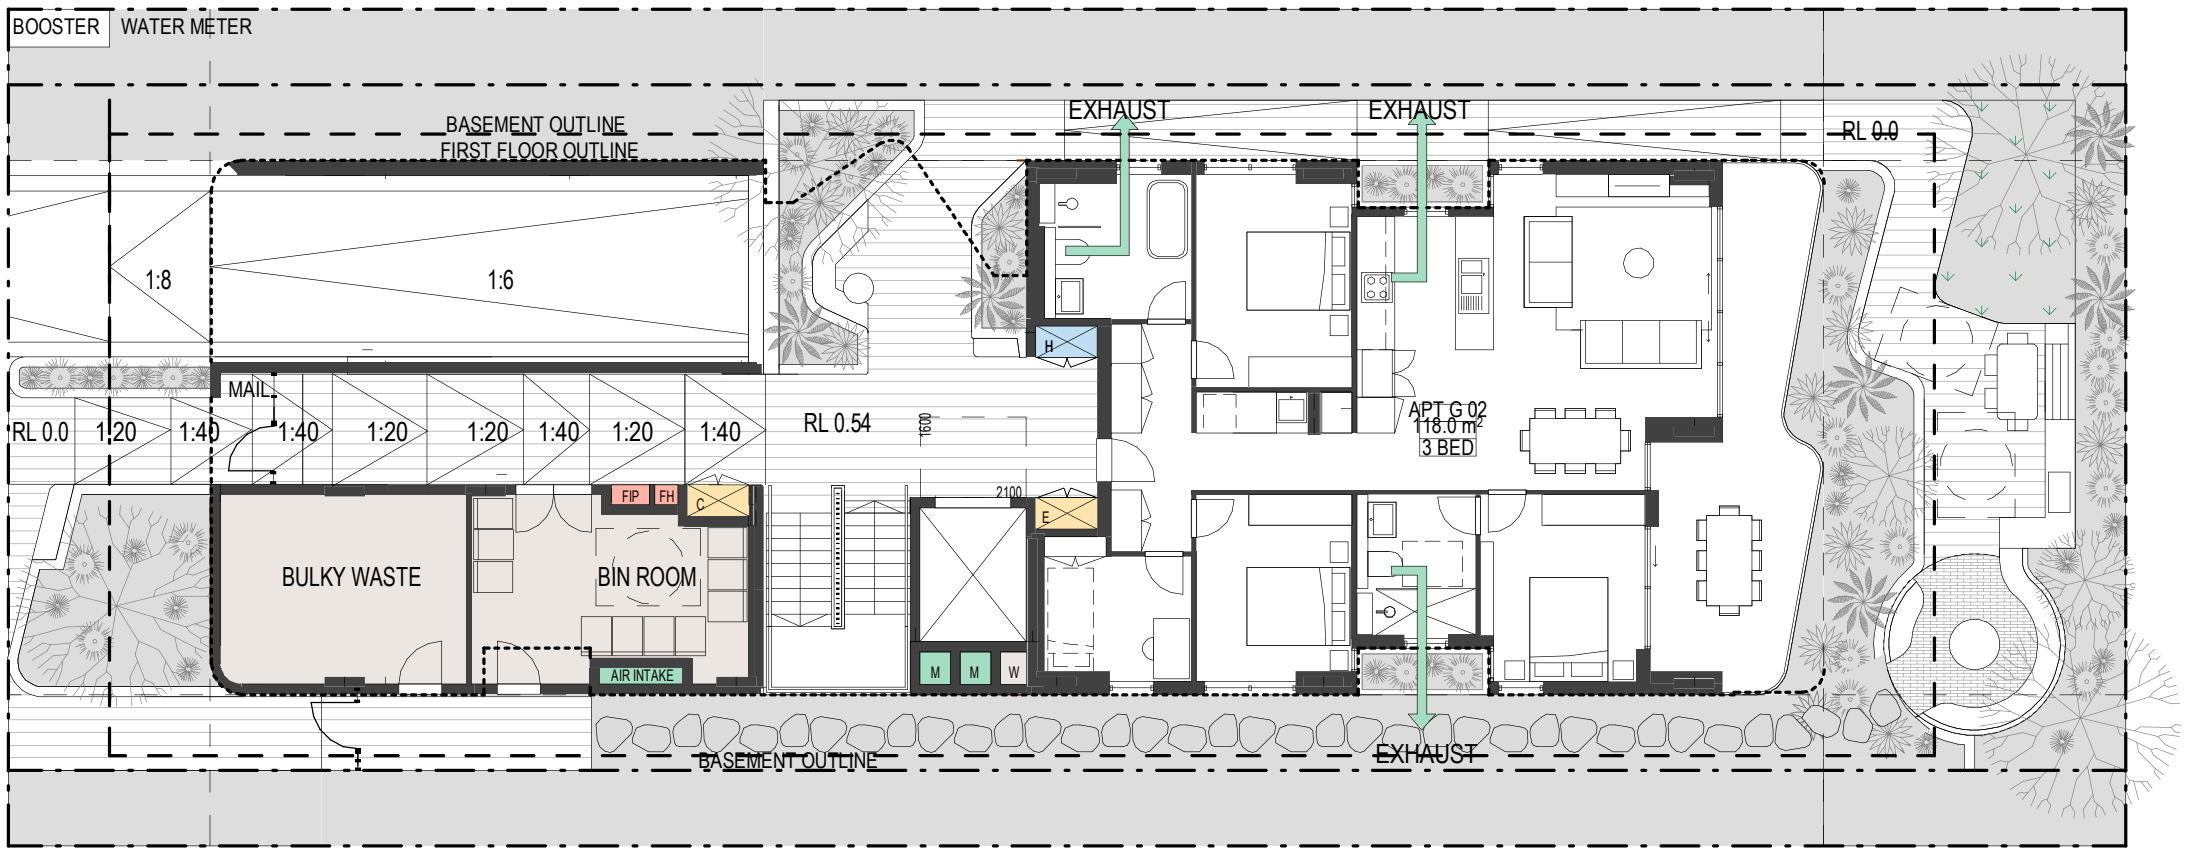 BOOSTER
WATER METER
EXHAUST
EXHAUST
BASEMENT OUTLINE
FIRST FLOOR OUTLINE
RL 0.0
1:8
1:6
H
MAIL
RL 0.0
1:20
1:40
1:40
1:20
1:20
1:40
1:20
1:40
RL 0.54
1600
APT G 02
118.0 m²
3 BED
2100
FIP
FH
C
E
BULKY WASTE
BIN ROOM
AIR INTAKE
M
M
W
EXHAUST
BASEMENT OUTLINE